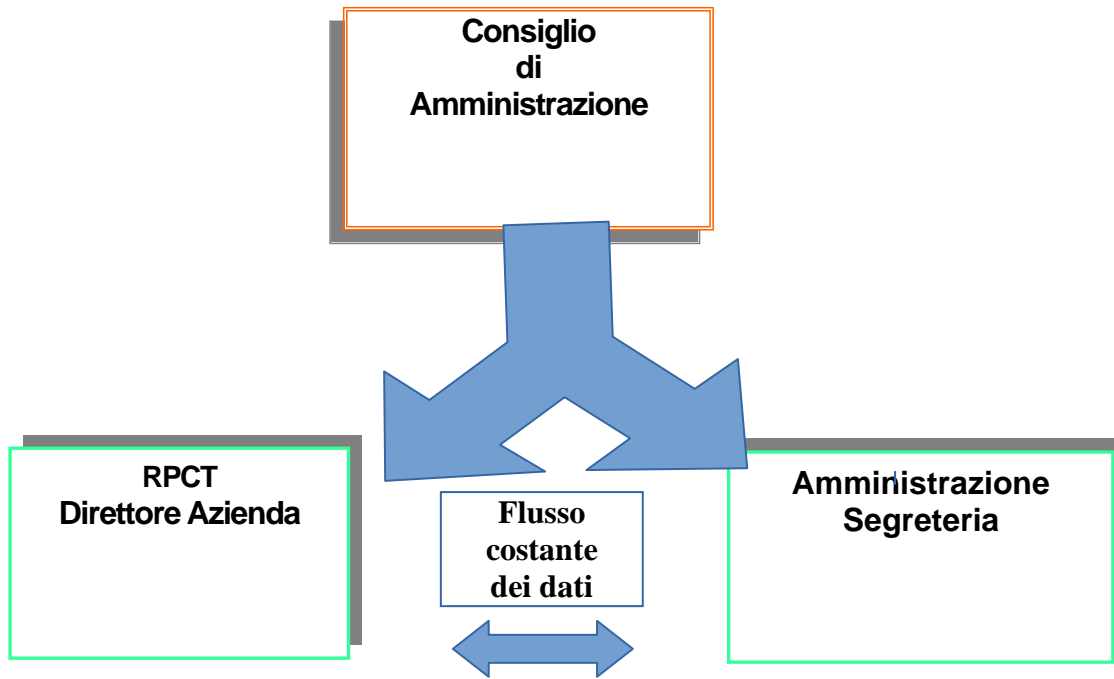 Consiglio
di
Amministrazione
RPCT
Direttore Azienda
Flusso
costante
dei dati
Amministrazione
Segreteria